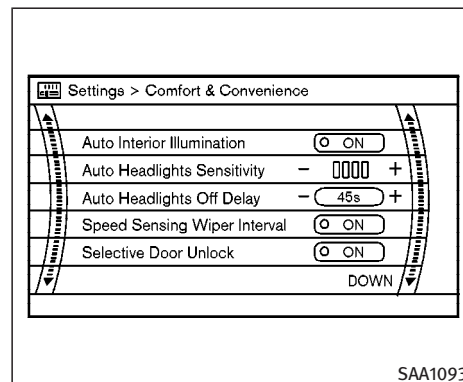 Settings > Comfort & Convenience
Auto Interior Illumination ON
Auto Headlights Sensitivity − +
Auto Headlights Off Delay − 45s +
Speed Sensing Wiper Interval ON
Selective Door Unlock ON
DOWN
SAA1093